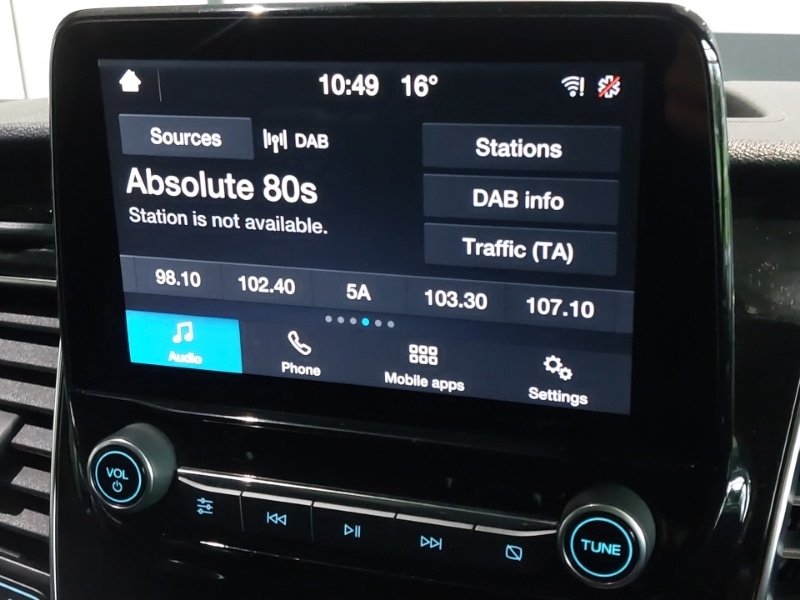 10:49 16°
Sources DAB
Stations
Absolute 80s
Station is not available.
DAB info
Traffic (TA)
98.10 102.40 5A 103.30 107.10
Audio Phone Mobile apps Settings
VOL
TUNE